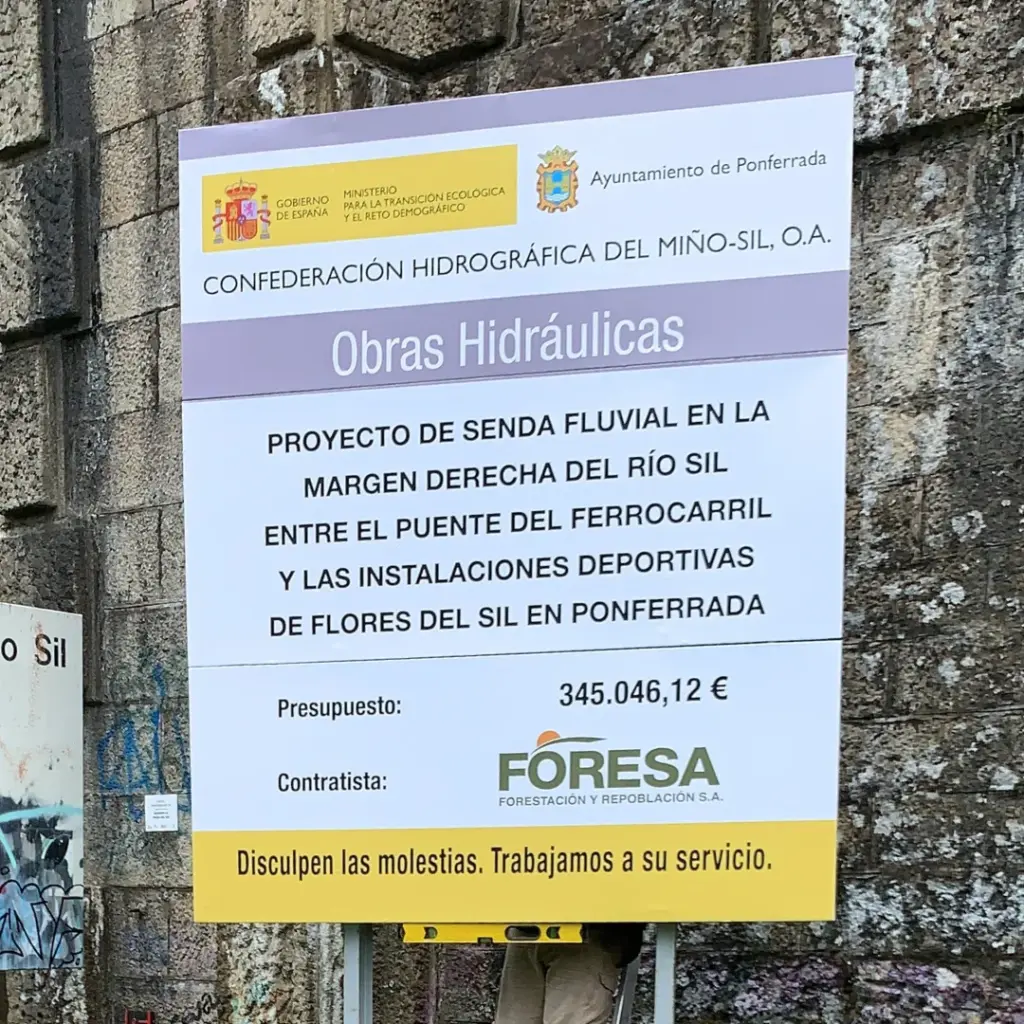 GOBIERNO
DE ESPAÑA
MINISTERIO
PARA LA TRANSICIÓN ECOLÓGICA
Y EL RETO DEMOGRÁFICO
Ayuntamiento de Ponferrada
CONFEDERACIÓN HIDROGRÁFICA DEL MIÑO-SIL, O.A.
Obras Hidráulicas
PROYECTO DE SENDA FLUVIAL EN LA
MARGEN DERECHA DEL RÍO SIL
ENTRE EL PUENTE DEL FERROCARRIL
Y LAS INSTALACIONES DEPORTIVAS
DE FLORES DEL SIL EN PONFERRADA
Presupuesto: 345.046,12 €
Contratista: FORESA
FORESTACIÓN Y REPOBLACIÓN S.A.
Disculpen las molestias. Trabajamos a su servicio.
o Sil